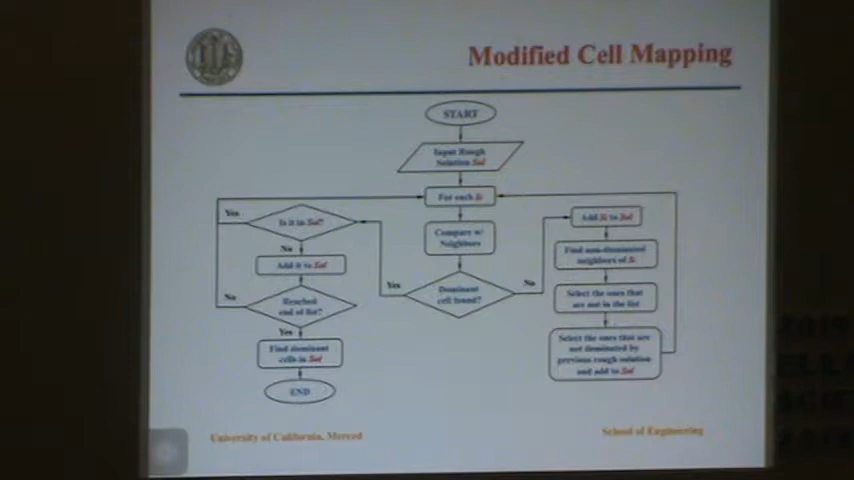 Modified Cell Mapping
START
Input Rough
Solution Sol
For each Si
Compare w/
Neighbors
Dominant
cell found?
Yes
No
Is it in Sol?
Yes
No
Add it to Sol
Reached
end of list?
No
Yes
Find dominant
cells in Sol
END
Add Si to Sol
Find non-dominated
neighbors of Si
Select the ones that
are not in the list
Select the ones that are
not dominated by
previous rough solution
and add to Sol
University of California, Merced
School of Engineering